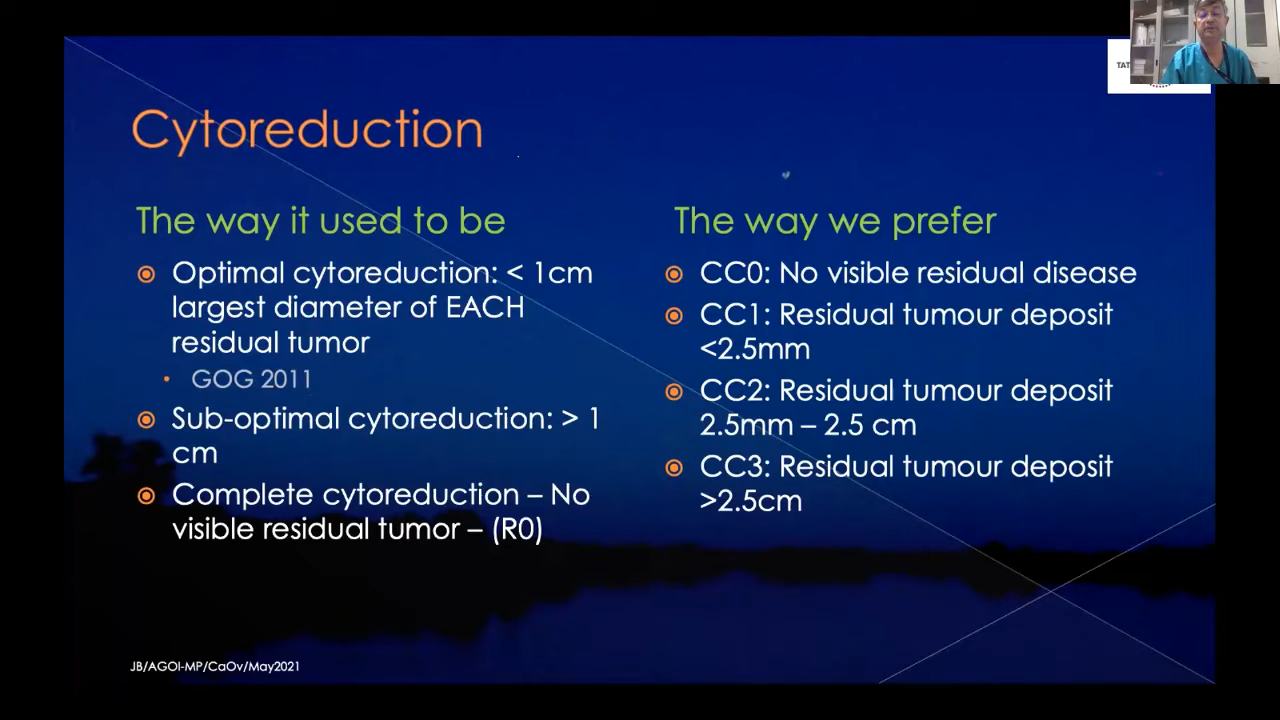 TAT
Cytoreduction
The way it used to be
Optimal cytoreduction: < 1cm
largest diameter of EACH
residual tumor
GOG 2011
Sub-optimal cytoreduction: > 1
cm
Complete cytoreduction – No
visible residual tumor – (R0)
The way we prefer
CC0: No visible residual disease
CC1: Residual tumour deposit
<2.5mm
CC2: Residual tumour deposit
2.5mm – 2.5 cm
CC3: Residual tumour deposit
>2.5cm
JB/AGOI-MP/CaOv/May2021